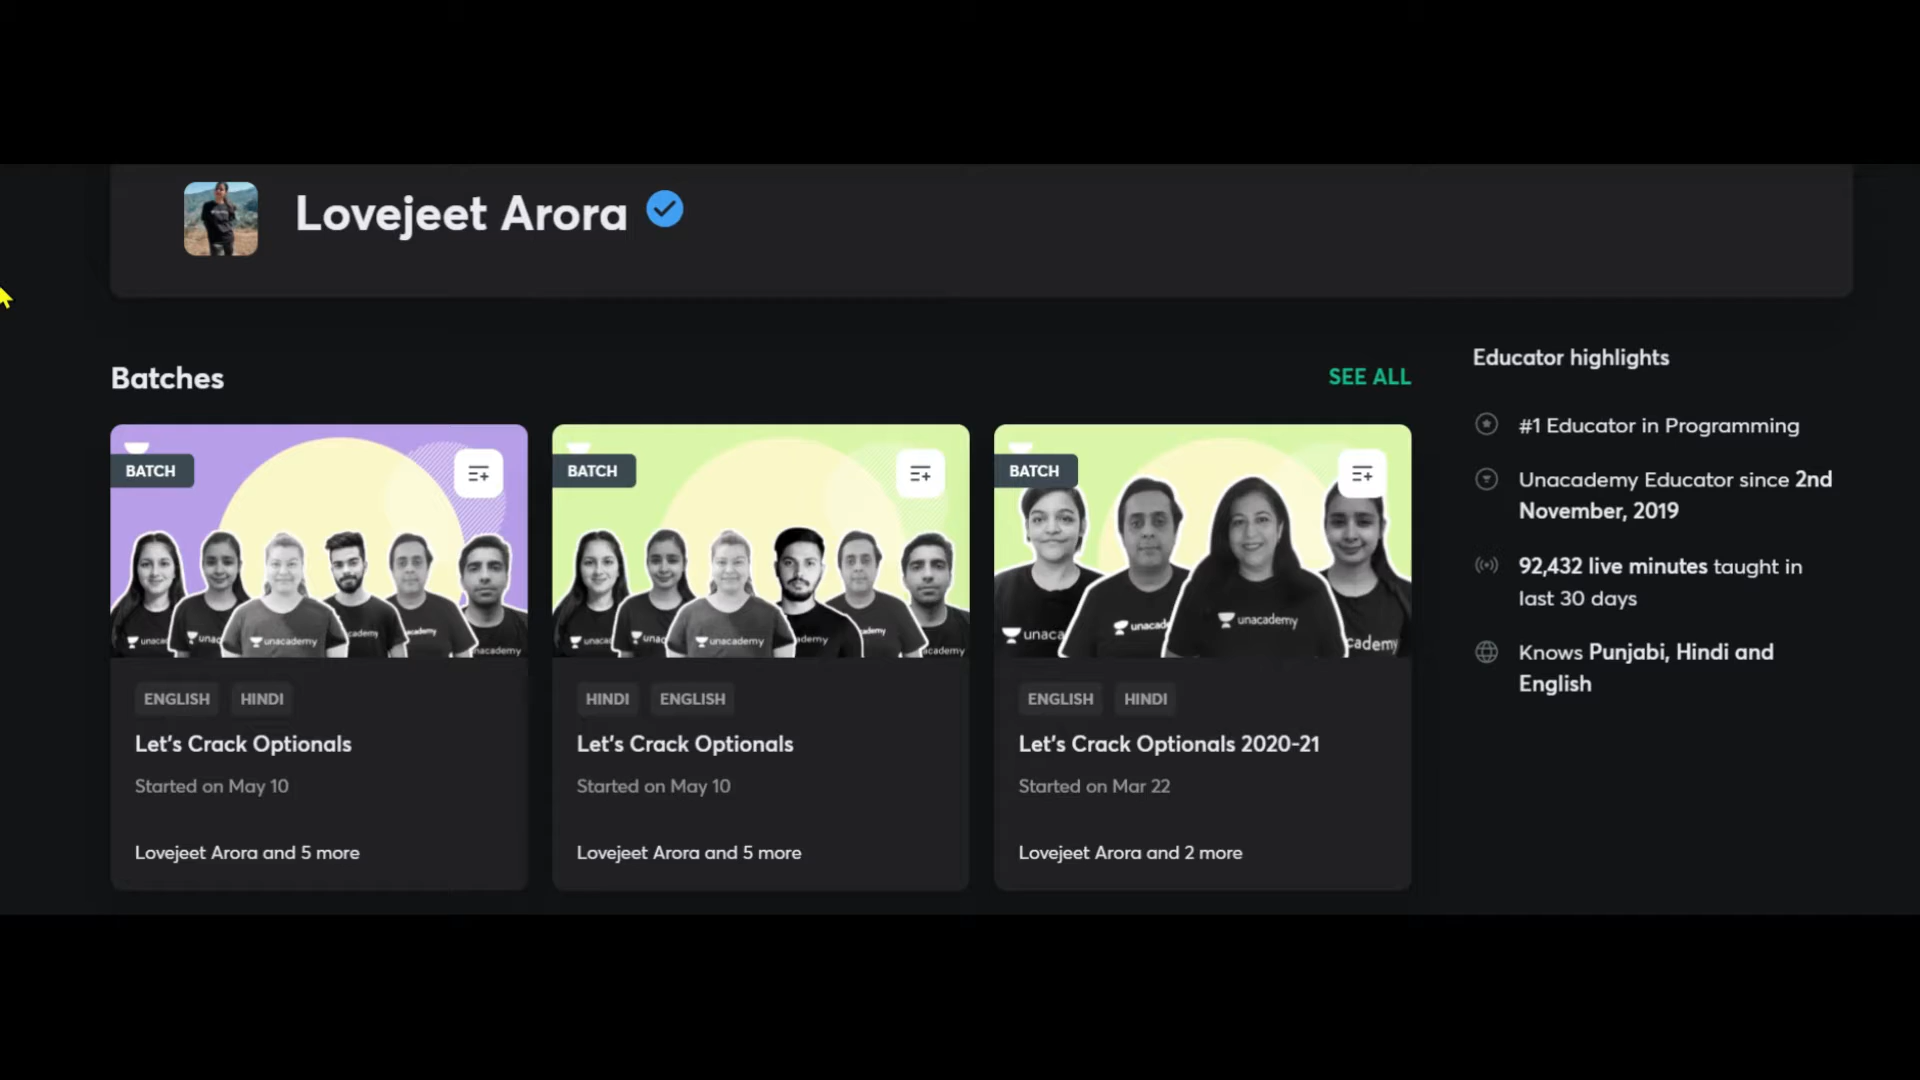 Lovejeet Arora
Batches
SEE ALL
BATCH
unacademy
ENGLISH HINDI
Let's Crack Optionals
Started on May 10
Lovejeet Arora and 5 more
BATCH
unacademy
HINDI ENGLISH
Let's Crack Optionals
Started on May 10
Lovejeet Arora and 5 more
BATCH
unacademy
ENGLISH HINDI
Let's Crack Optionals 2020-21
Started on Mar 22
Lovejeet Arora and 2 more
Educator highlights
#1 Educator in Programming
Unacademy Educator since 2nd
November, 2019
92,432 live minutes taught in
last 30 days
Knows Punjabi, Hindi and
English